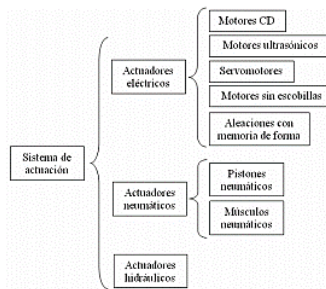 Sistema de
actuación
Actuadores
eléctricos
Motores CD
Motores ultrasónicos
Servomotores
Motores sin escobillas
Aleaciones con
memoria de forma
Actuadores
neumáticos
Pistones
neumáticos
Músculos
neumáticos
Actuadores
hidráulicos